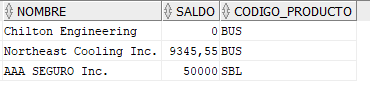 NOMBRE SALDO CODIGO_PRODUCTO
Chilton Engineering 0 BUS
Northeast Cooling Inc. 9345,55 BUS
AAA SEGURO Inc. 50000 SBL